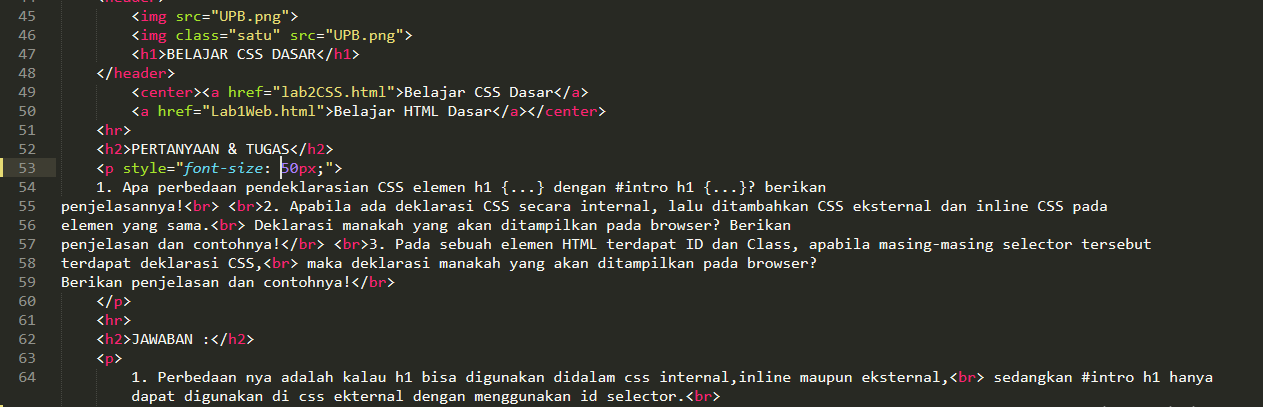 44 <header>
45 <img src="UPB.png">
46 <img class="satu" src="UPB.png">
47 <h1>BELAJAR CSS DASAR</h1>
48 </header>
49 <center><a href="lab2CSS.html">Belajar CSS Dasar</a>
50 <a href="Lab1Web.html">Belajar HTML Dasar</a></center>
51 <hr>
52 <h2>PERTANYAAN & TUGAS</h2>
53 <p style="font-size: 50px;">
54 1. Apa perbedaan pendeklarasian CSS elemen h1 {...} dengan #intro h1 {...}? berikan
55 penjelasannya!<br> <br>2. Apabila ada deklarasi CSS secara internal, lalu ditambahkan CSS eksternal dan inline CSS pada
56 elemen yang sama.<br> Deklarasi manakah yang akan ditampilkan pada browser? Berikan
57 penjelasan dan contohnya!</br> <br>3. Pada sebuah elemen HTML terdapat ID dan Class, apabila masing-masing selector tersebut
58 terdapat deklarasi CSS,<br> maka deklarasi manakah yang akan ditampilkan pada browser?
59 Berikan penjelasan dan contohnya!</br>
60 </p>
61 <hr>
62 <h2>JAWABAN :</h2>
63 <p>
64 1. Perbedaan nya adalah kalau h1 bisa digunakan didalam css internal,inline maupun eksternal,<br> sedangkan #intro h1 hanya
dapat digunakan di css ekternal dengan menggunakan id selector.<br>